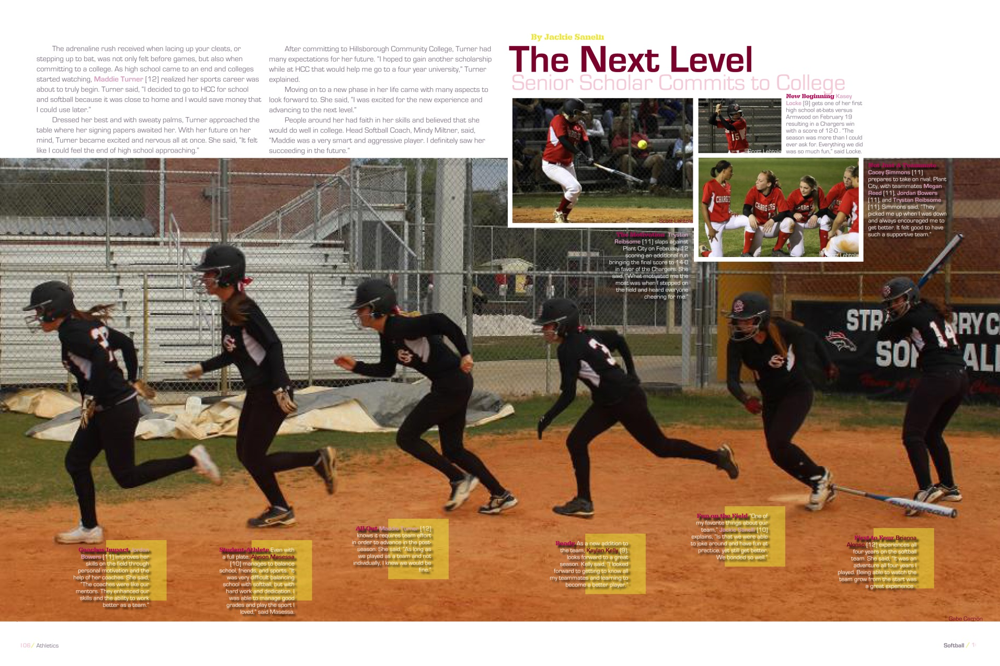 The adrenaline rush received when lacing up your cleats, or
stepping up to bat, was not only felt before games, but also when
committing to a college. As high school came to an end and colleges
started watching, Maddie Turner [12] realized her sports career was
about to truly begin. Turner said, “I decided to go to HCC for school
and softball because it was close to home and I would save money that
I could use later.”
Dressed her best and with sweaty palms, Turner approached the
table where her signing papers awaited her. With her future on her
mind, Turner became excited and nervous all at once. She said, “It felt
like I could feel the end of high school approaching.”
After committing to Hillsborough Community College, Turner had
many expectations for her future. “I hoped to gain another scholarship
while at HCC that would help me go to a four year university,” Turner
explained.
Moving on to a new phase in her life came with many aspects to
look forward to. She said, “I was excited for the new experience and
advancing to the next level.”
People around her had faith in her skills and believed that she
would do well in college. Head Softball Coach, Mindy Miltner, said,
“Maddie was a very smart and aggressive player. I definitely saw her
succeeding in the future.”
By Jackie Sanelli
The Next Level
Senior Scholar Commits to College
New Beginning Kasey
Locke [9] gets one of her first
high school at-bats versus
Armwood on February 19
resulting in a Chargers win
with a score of 12-0 . “The
season was more than I could
ever ask for. Everything we did
was so much fun,” said Locke.
15
Scott Lehtola
Scott Lehtola
CHARGERS
Scott Lehtola
Not Just a Teammate
Cacey Simmons [11]
prepares to take on rival, Plant
City, with teammates Megan
Reed [11], Jordan Bowers
[11], and Trystan Reibsome
[11]. Simmons said, “They
picked me up when I was down
and always encouraged me to
get better. It felt good to have
such a supportive team.”
The Motivation Trystan
Reibsome [11] slaps against
Plant City on February 12
scoring an additional run
bringing the final score to 14-0
in favor of the Chargers. She
said, “What motivated me the
most was when I stepped on
the field and heard everyone
cheering for me.”
3
14
Coaches Impact Jordan
Bowers [11] improves her
skills on the field through
personal motivation and the
help of her coaches. She said,
“The coaches were like our
mentors. They enhanced our
skills and the ability to work
better as a team.”
Student-Athlete Even with
a full plate, Alyson Masessa
[10] manages to balance
school, friends, and sports. “It
was very difficult balancing
school with softball, but with
hard work and dedication, I
was able to manage good
grades and play the sport I
loved,” said Masessa.
All Out Maddie Turner [12]
knows it requires team effort
in order to advance in the post-
season. She said, “As long as
we played as a team and not
individually, I knew we would be
fine.”
Ready As a new addition to
the team, Kaylan Kelly [9],
looks forward to a great
season. Kelly said, “I looked
forward to getting to know all
my teammates and learning to
become a better player.”
Fun on the Field “One of
my favorite things about our
team,” Jackie Sanelli [10]
explains, “Is that we were able
to joke around and have fun at
practice, yet still get better.
We bonded so well.”
First to Four Brianna
Alonso [12] experiences all
four years on the softball
team. She said, “It was an
adventure all four years I
played. Being able to watch the
team grow from the start was
a great experience
Gabe Carrion
106/ Athletics
Softball /